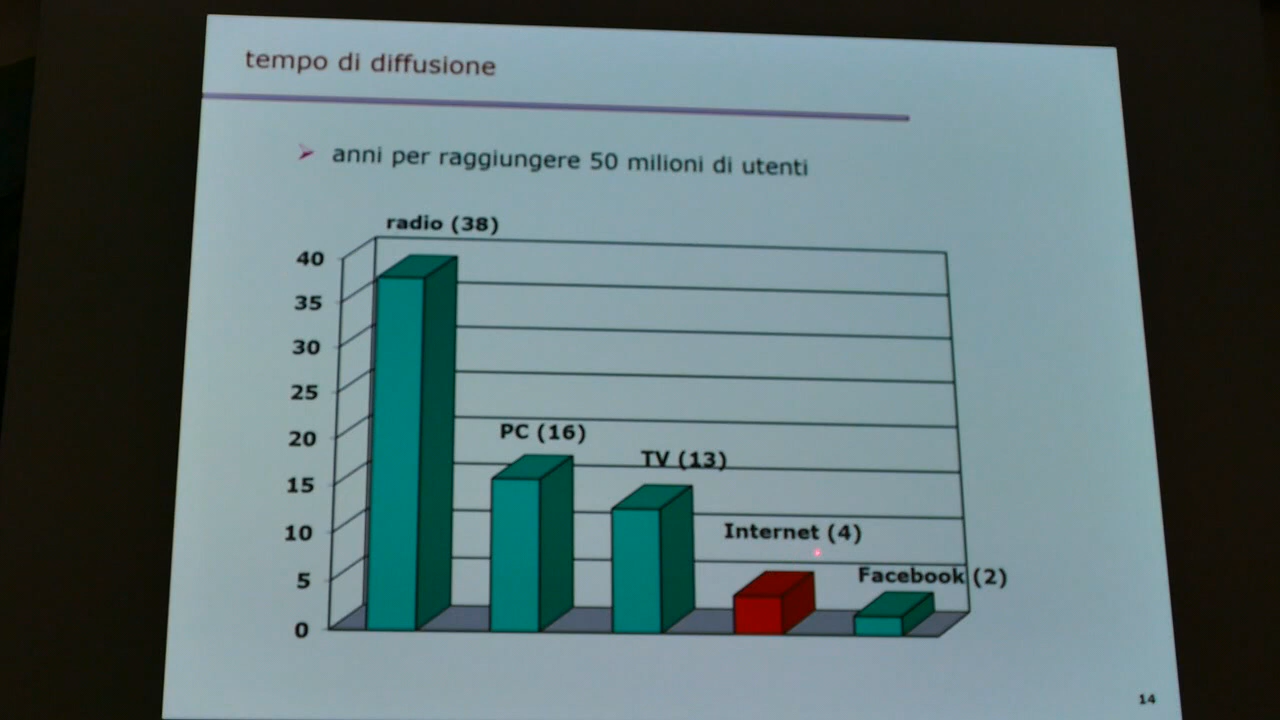 tempo di diffusione
➢ anni per raggiungere 50 milioni di utenti
radio (38)
40
35
30
25
20
15
10
5
0
PC (16)
TV (13)
Internet (4)
Facebook (2)
14